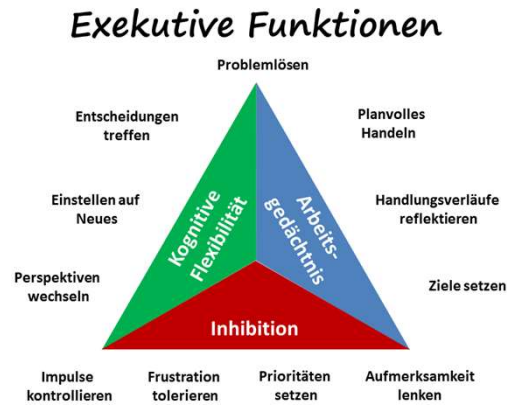 Exekutive Funktionen
Problemlösen
Entscheidungen
treffen
Planvolles
Handeln
Einstellen auf
Neues
Kognitive
Flexibilität
Arbeits-
gedächtnis
Handlungsverläufe
reflektieren
Perspektiven
wechseln
Ziele setzen
Inhibition
Impulse
kontrollieren
Frustration
tolerieren
Prioritäten
setzen
Aufmerksamkeit
lenken